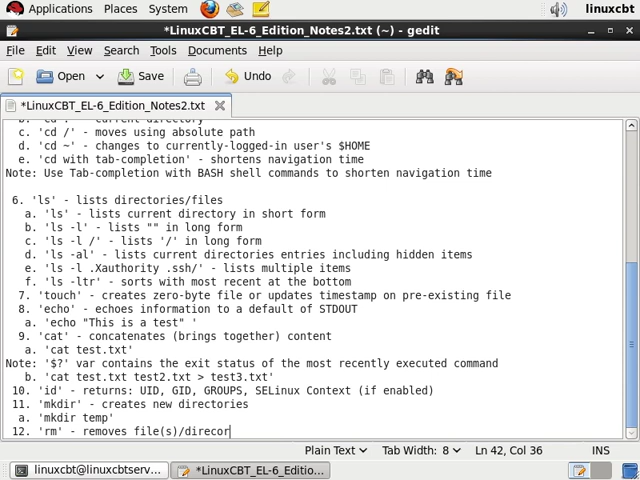 Applications Places System linuxcbt
*LinuxCBT_EL-6_Edition_Notes2.txt (~) - gedit
File Edit View Search Tools Documents Help
Open Save Undo
*LinuxCBT_EL-6_Edition_Notes2.txt
c. 'cd /' - moves using absolute path
d. 'cd ~' - changes to currently-logged-in user's $HOME
e. 'cd with tab-completion' - shortens navigation time
Note: Use Tab-completion with BASH shell commands to shorten navigation time
6. 'ls' - lists directories/files
a. 'ls' - lists current directory in short form
b. 'ls -l' - lists "" in long form
c. 'ls -l /' - lists '/' in long form
d. 'ls -al' - lists current directories entries including hidden items
e. 'ls -l .Xauthority .ssh/' - lists multiple items
f. 'ls -ltr' - sorts with most recent at the bottom
7. 'touch' - creates zero-byte file or updates timestamp on pre-existing file
8. 'echo' - echoes information to a default of STDOUT
a. 'echo "This is a test" '
9. 'cat' - concatenates (brings together) content
a. 'cat test.txt'
Note: '$?' var contains the exit status of the most recently executed command
b. 'cat test.txt test2.txt > test3.txt'
10. 'id' - returns: UID, GID, GROUPS, SELinux Context (if enabled)
11. 'mkdir' - creates new directories
a. 'mkdir temp'
12. 'rm' - removes file(s)/direcor
Plain Text Tab Width: 8 Ln 42, Col 36 INS
linuxcbt@linuxcbtserv... *LinuxCBT_EL-6_Editio...